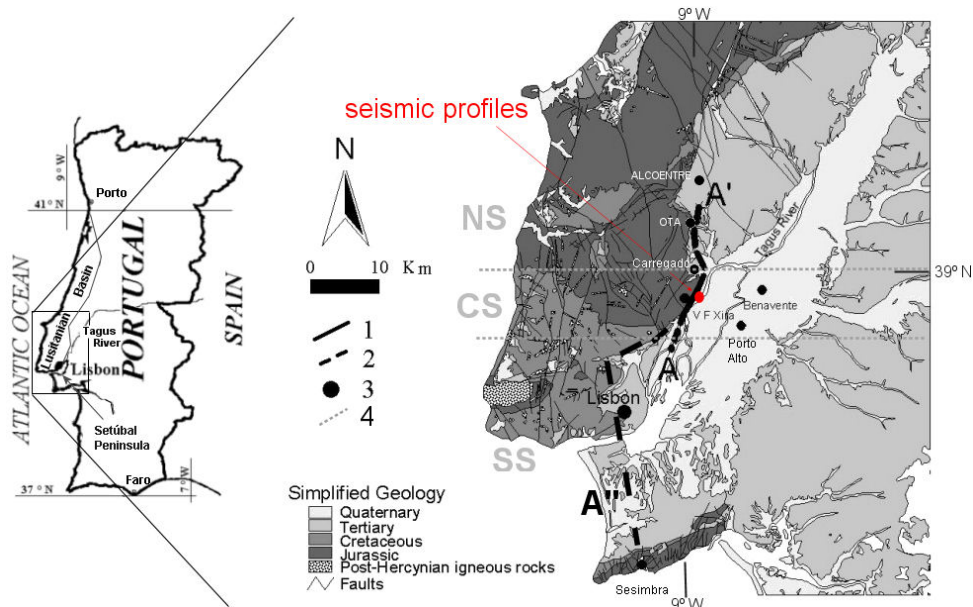 9º W
Porto
41º N
ATLANTIC OCEAN
Lusitanian
Basin
PORTUGAL
SPAIN
Tagus
River
Lisbon
Setúbal
Peninsula
Faro
37 º N
7º W
N
0 10 Km
1
2
3
4
Simplified Geology
Quaternary
Tertiary
Cretaceous
Jurassic
Post-Hercynian igneous rocks
Faults
9º W
seismic profiles
ALCOENTRE
A'
NS
OTA
Tagus River
Carregado
39º N
CS
Benavente
V F Xira
Porto
Alto
A
Lisbon
SS
A"
Sesimbra
9º W